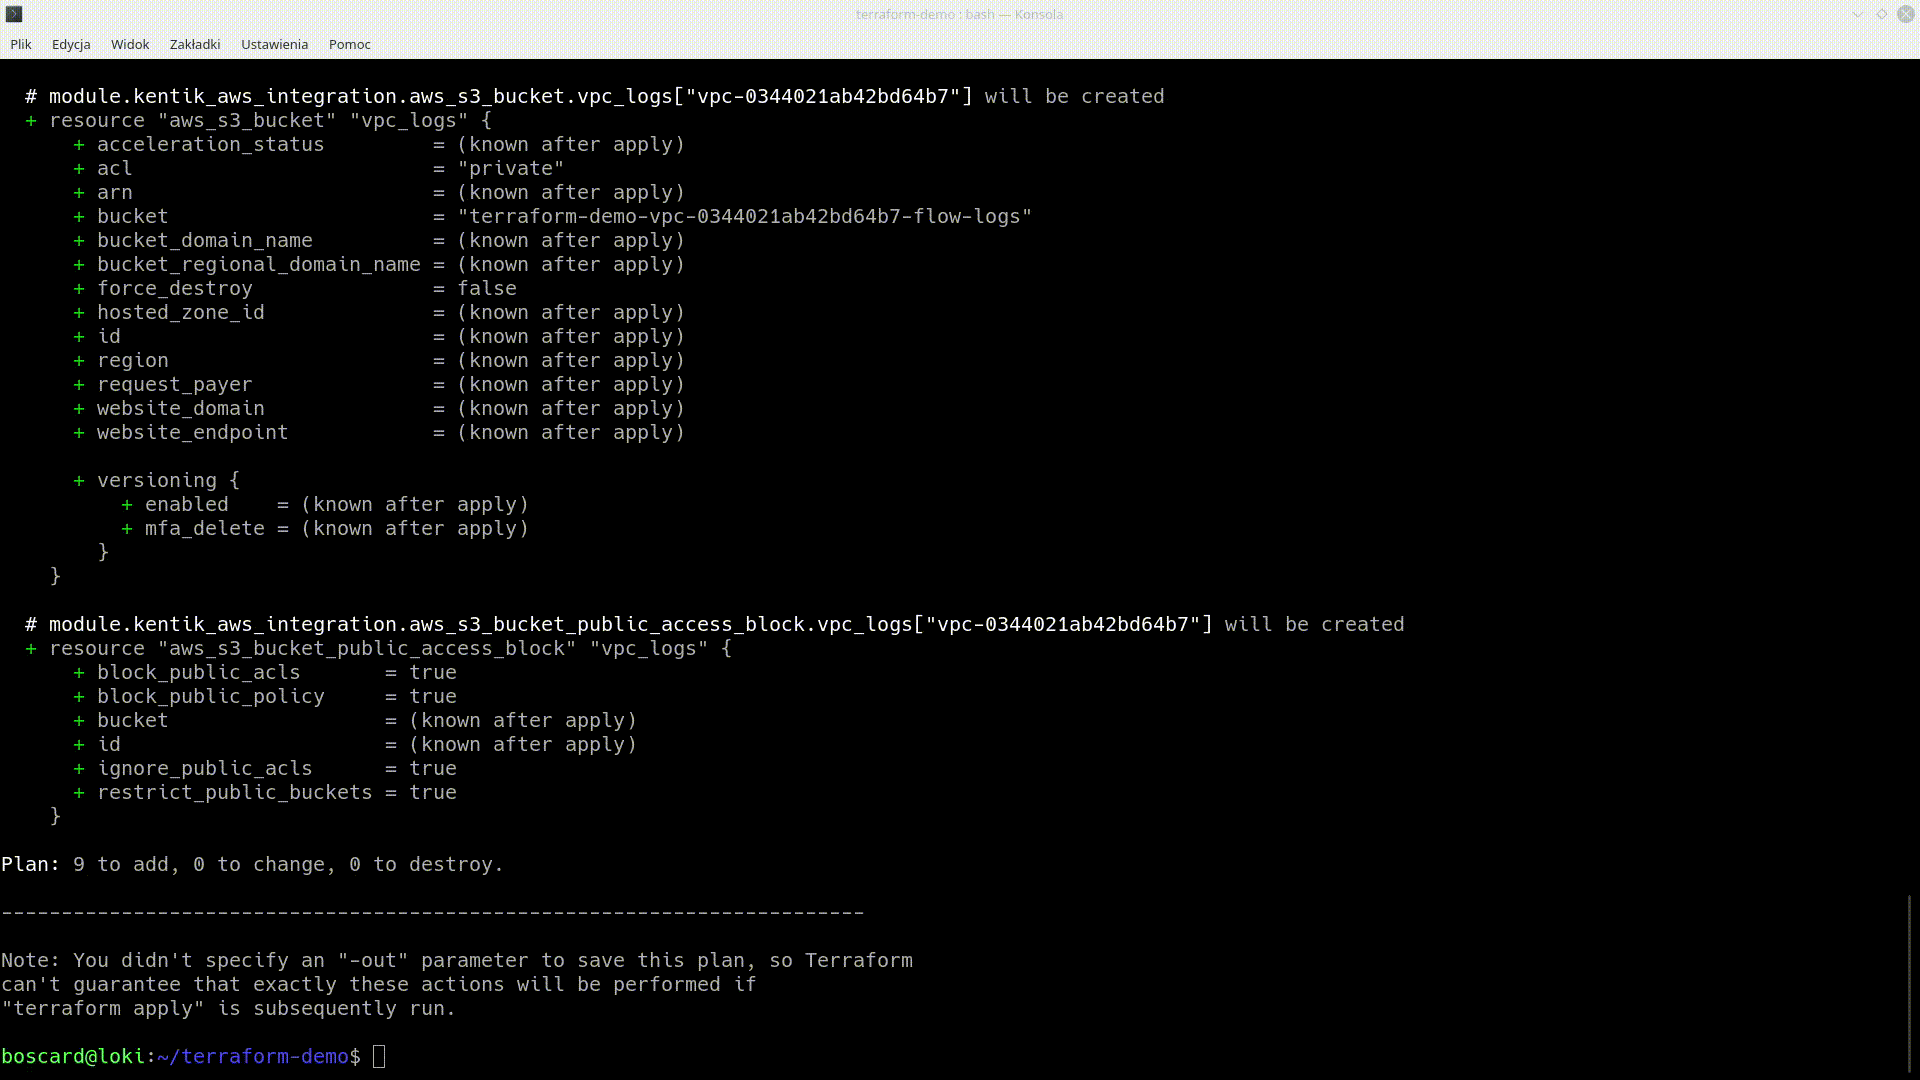 terraform-demo : bash — Konsola
Plik Edycja Widok Zakładki Ustawienia Pomoc
# module.kentik_aws_integration.aws_s3_bucket.vpc_logs["vpc-0344021ab42bd64b7"] will be created
+ resource "aws_s3_bucket" "vpc_logs" {
+ acceleration_status = (known after apply)
+ acl = "private"
+ arn = (known after apply)
+ bucket = "terraform-demo-vpc-0344021ab42bd64b7-flow-logs"
+ bucket_domain_name = (known after apply)
+ bucket_regional_domain_name = (known after apply)
+ force_destroy = false
+ hosted_zone_id = (known after apply)
+ id = (known after apply)
+ region = (known after apply)
+ request_payer = (known after apply)
+ website_domain = (known after apply)
+ website_endpoint = (known after apply)
+ versioning {
+ enabled = (known after apply)
+ mfa_delete = (known after apply)
}
}
# module.kentik_aws_integration.aws_s3_bucket_public_access_block.vpc_logs["vpc-0344021ab42bd64b7"] will be created
+ resource "aws_s3_bucket_public_access_block" "vpc_logs" {
+ block_public_acls = true
+ block_public_policy = true
+ bucket = (known after apply)
+ id = (known after apply)
+ ignore_public_acls = true
+ restrict_public_buckets = true
}
Plan: 9 to add, 0 to change, 0 to destroy.
------------------------------------------------------------------------
Note: You didn't specify an "-out" parameter to save this plan, so Terraform
can't guarantee that exactly these actions will be performed if
"terraform apply" is subsequently run.
boscard@loki:~/terraform-demo$